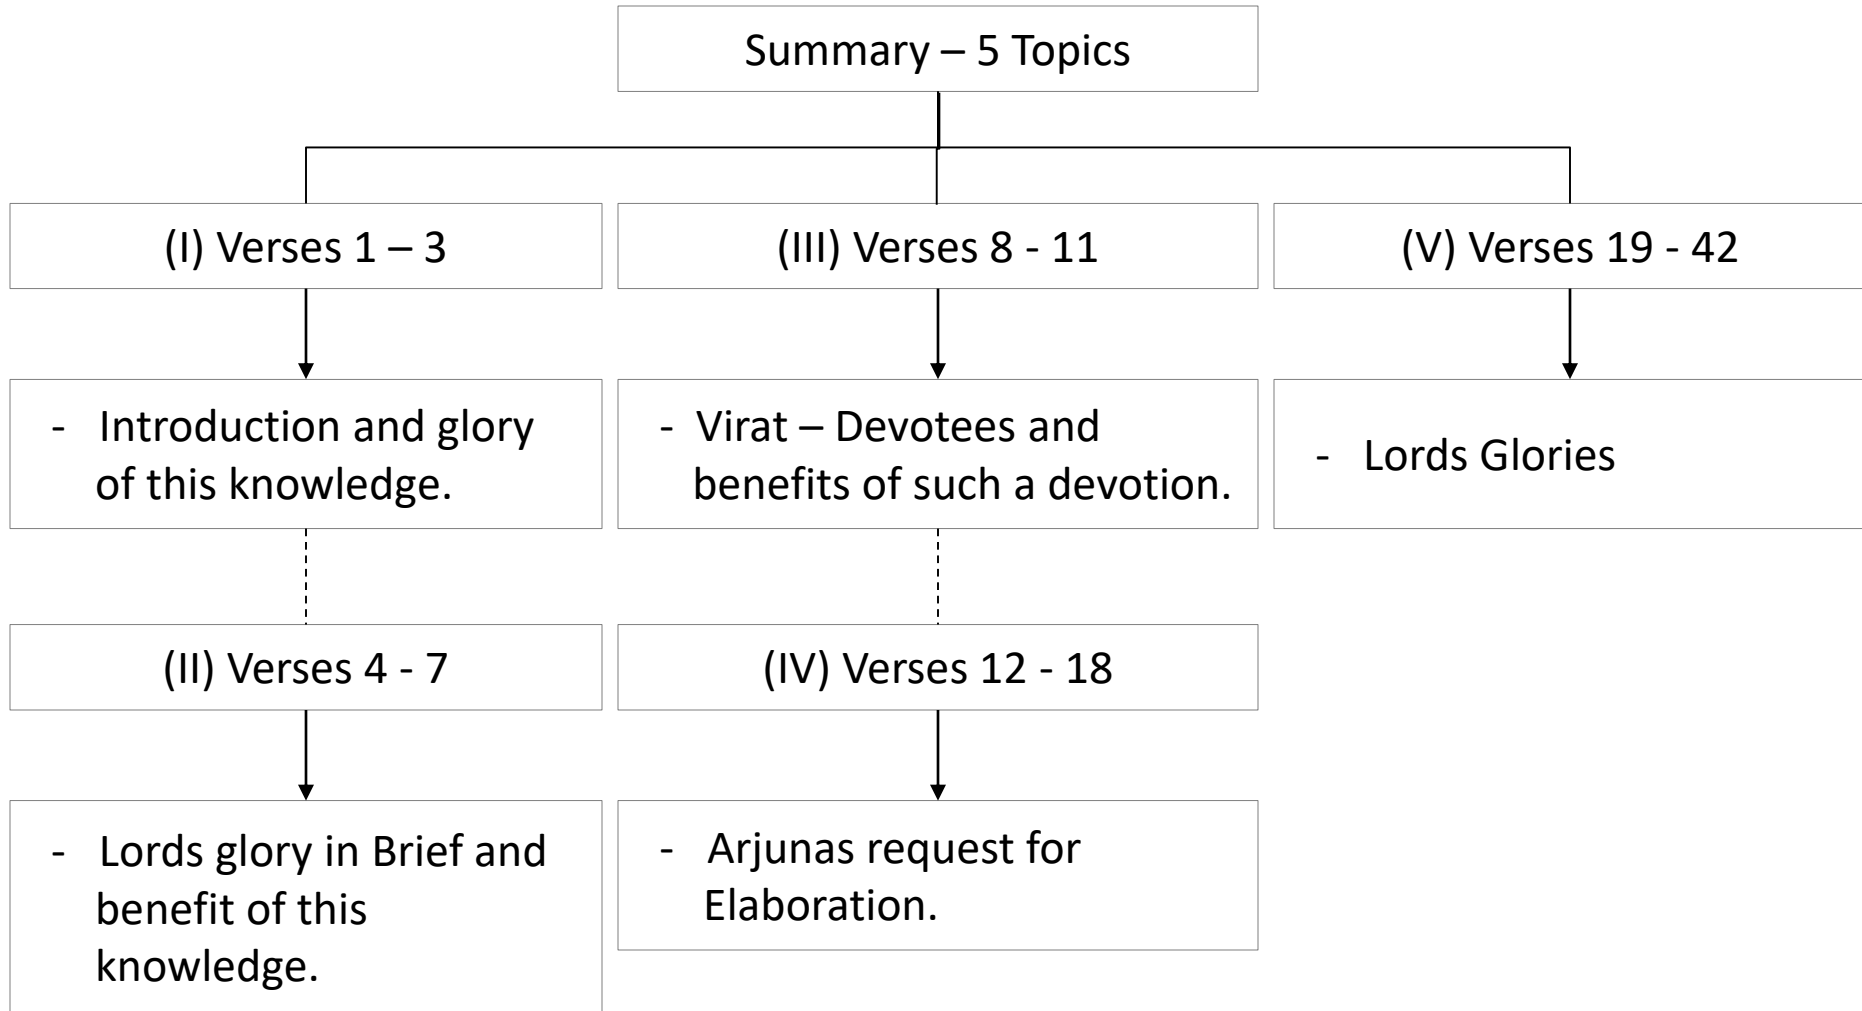 Summary – 5 Topics
(I) Verses 1 – 3
(III) Verses 8 - 11
(V) Verses 19 - 42
- Introduction and glory
of this knowledge.
- Virat – Devotees and
benefits of such a devotion.
- Lords Glories
(II) Verses 4 - 7
(IV) Verses 12 - 18
- Lords glory in Brief and
benefit of this
knowledge.
- Arjunas request for
Elaboration.